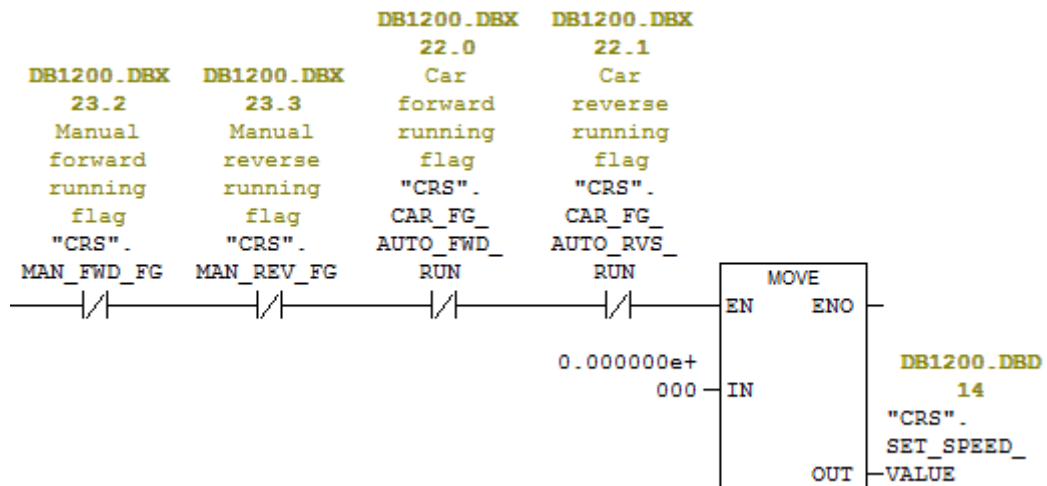 DB1200.DBX
23.2
Manual
forward
running
flag
"CRS".
MAN_FWD_FG
DB1200.DBX
23.3
Manual
reverse
running
flag
"CRS".
MAN_REV_FG
DB1200.DBX
22.0
Car
forward
running
flag
"CRS".
CAR_FG_
AUTO_FWD_
RUN
DB1200.DBX
22.1
Car
reverse
running
flag
"CRS".
CAR_FG_
AUTO_RVS_
RUN
MOVE
EN ENO
0.000000e+
000
IN
DB1200.DBD
14
"CRS".
SET_SPEED_
VALUE
OUT